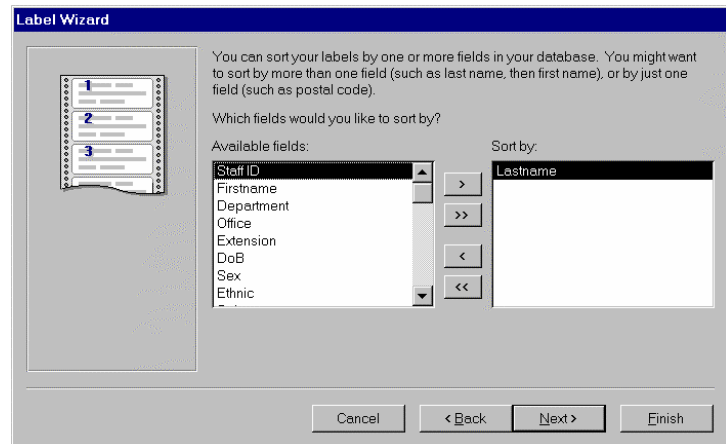 Label Wizard
You can sort your labels by one or more fields in your database. You might want
to sort by more than one field (such as last name, then first name), or by just one
field (such as postal code).
Which fields would you like to sort by?
Available fields:
Sort by:
1
2
3
Staff ID
Firstname
Department
Office
Extension
DoB
Sex
Ethnic
>
>>
<
<<
Lastname
Cancel
< Back
Next >
Finish